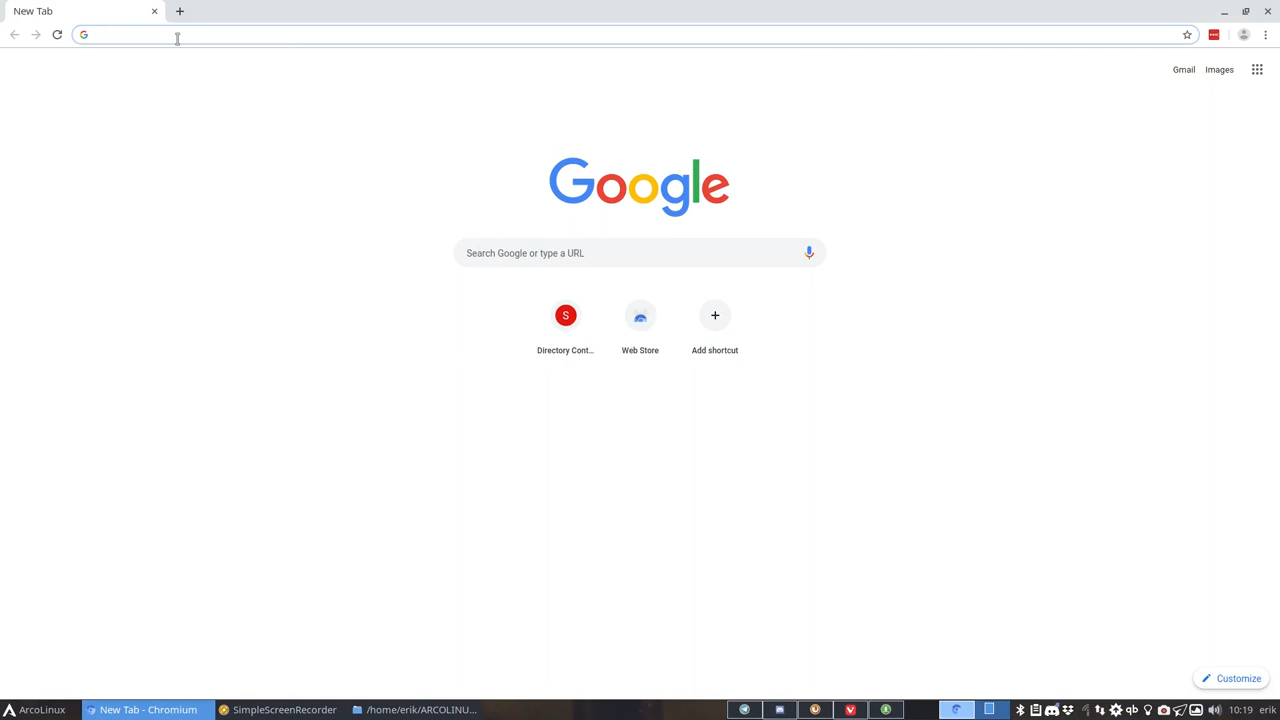 New Tab
Gmail Images
Google
Search Google or type a URL
S
Directory Cont...
Web Store
Add shortcut
Customize
ArcoLinux
New Tab - Chromium
SimpleScreenRecorder
/home/erik/ARCOLINU...
qb
10:19 erik